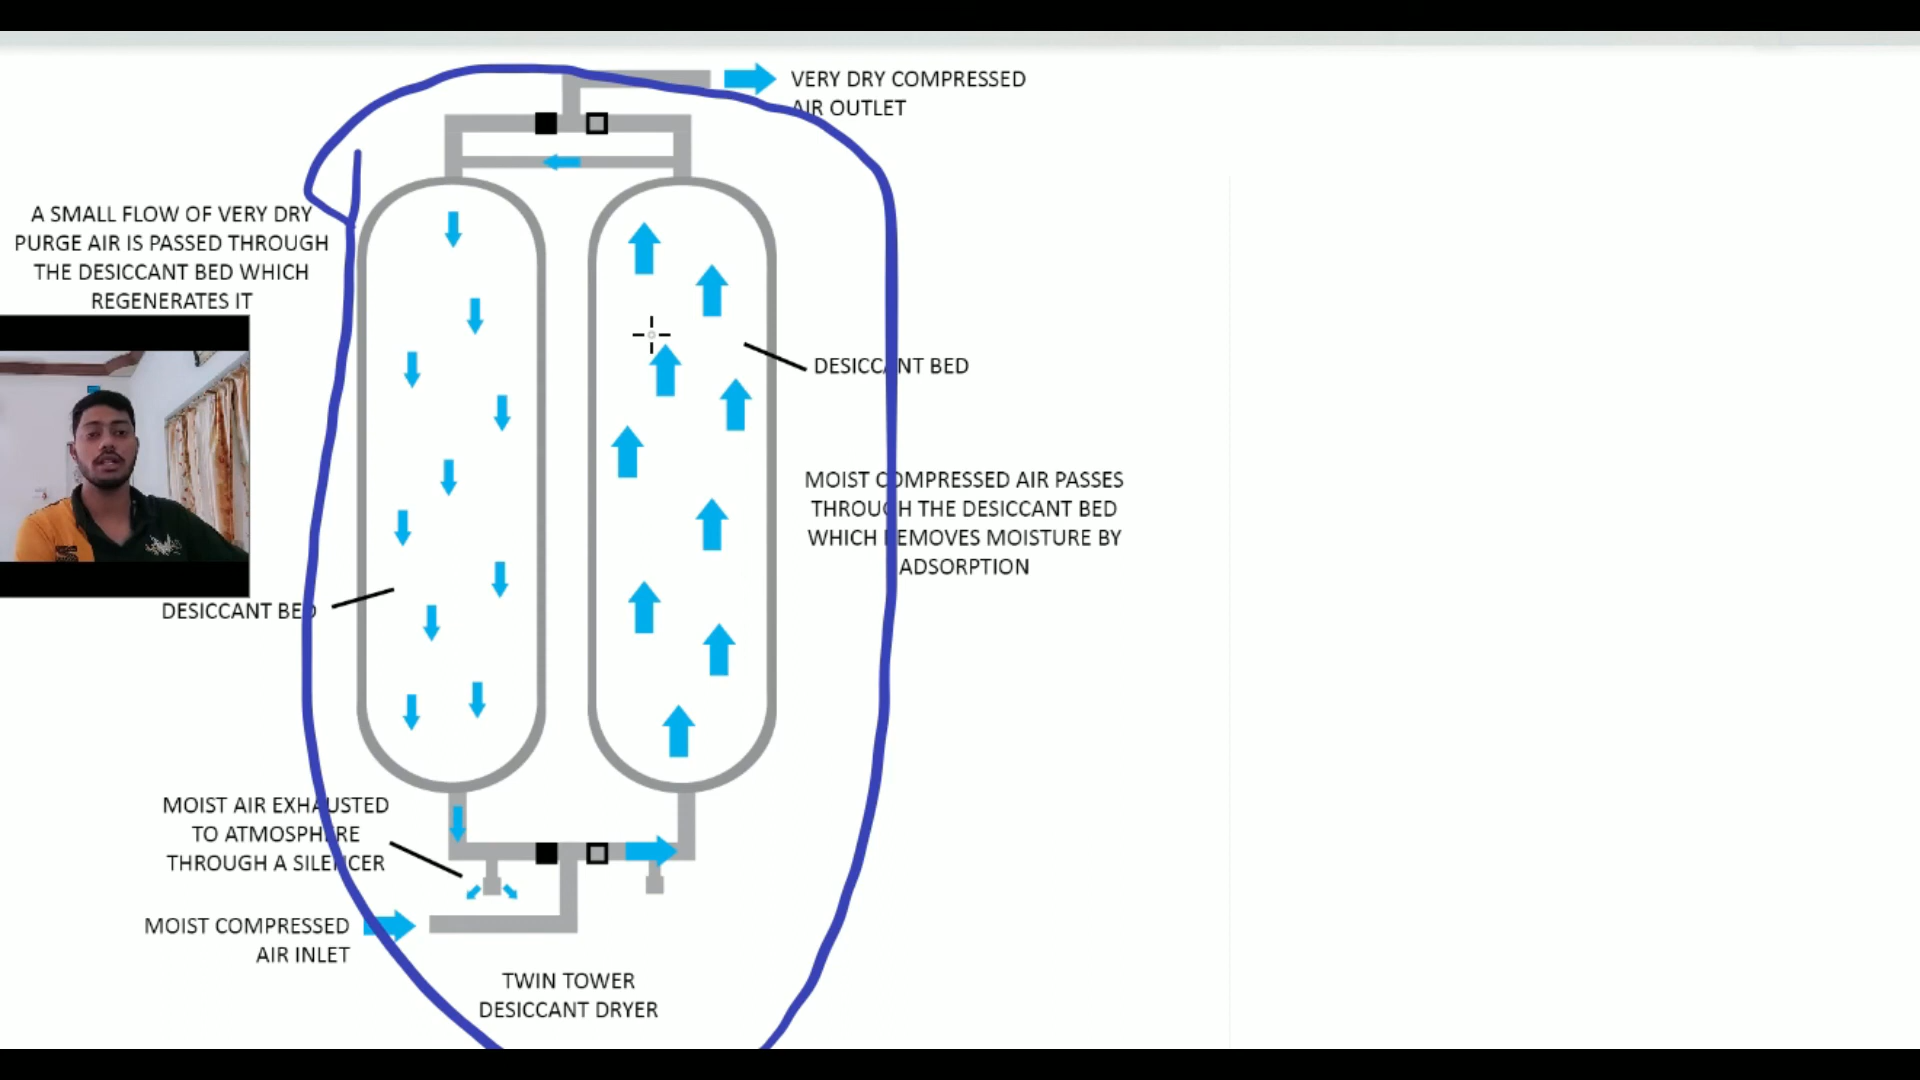 VERY DRY COMPRESSED
AIR OUTLET
A SMALL FLOW OF VERY DRY
PURGE AIR IS PASSED THROUGH
THE DESICCANT BED WHICH
REGENERATES IT
DESICCANT BED
MOIST COMPRESSED AIR PASSES
THROUGH THE DESICCANT BED
WHICH REMOVES MOISTURE BY
ADSORPTION
DESICCANT BED
MOIST AIR EXHAUSTED
TO ATMOSPHERE
THROUGH A SILENCER
MOIST COMPRESSED
AIR INLET
TWIN TOWER
DESICCANT DRYER